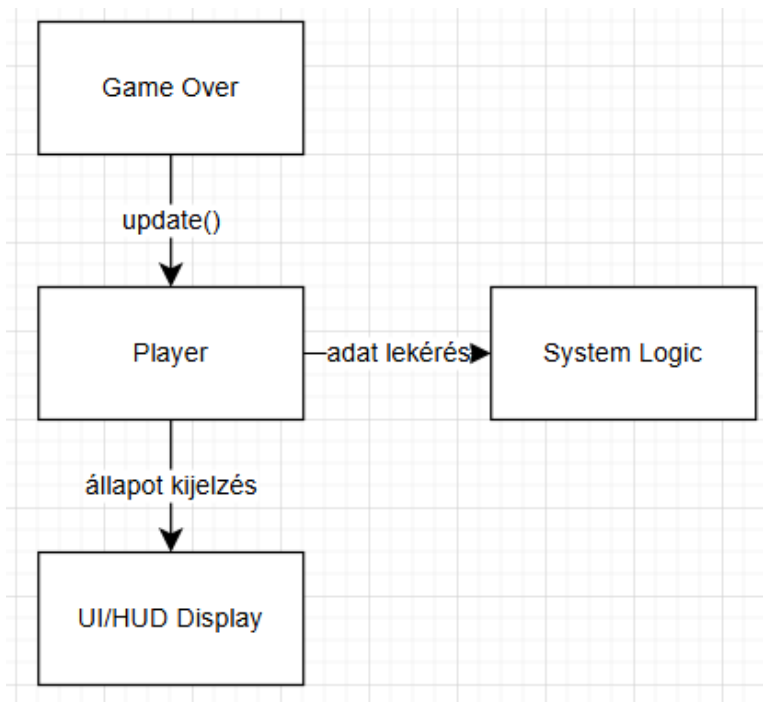 Game Over
update()
Player
adat lekérés
System Logic
állapot kijelzés
UI/HUD Display